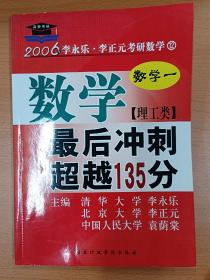 2006李永乐·李正元考研数学⑫
数学一
数学
【理工类】
最后冲刺
超越135分
主编 清华大学 李永乐
北京大学 李正元
中国人民大学 袁荫棠